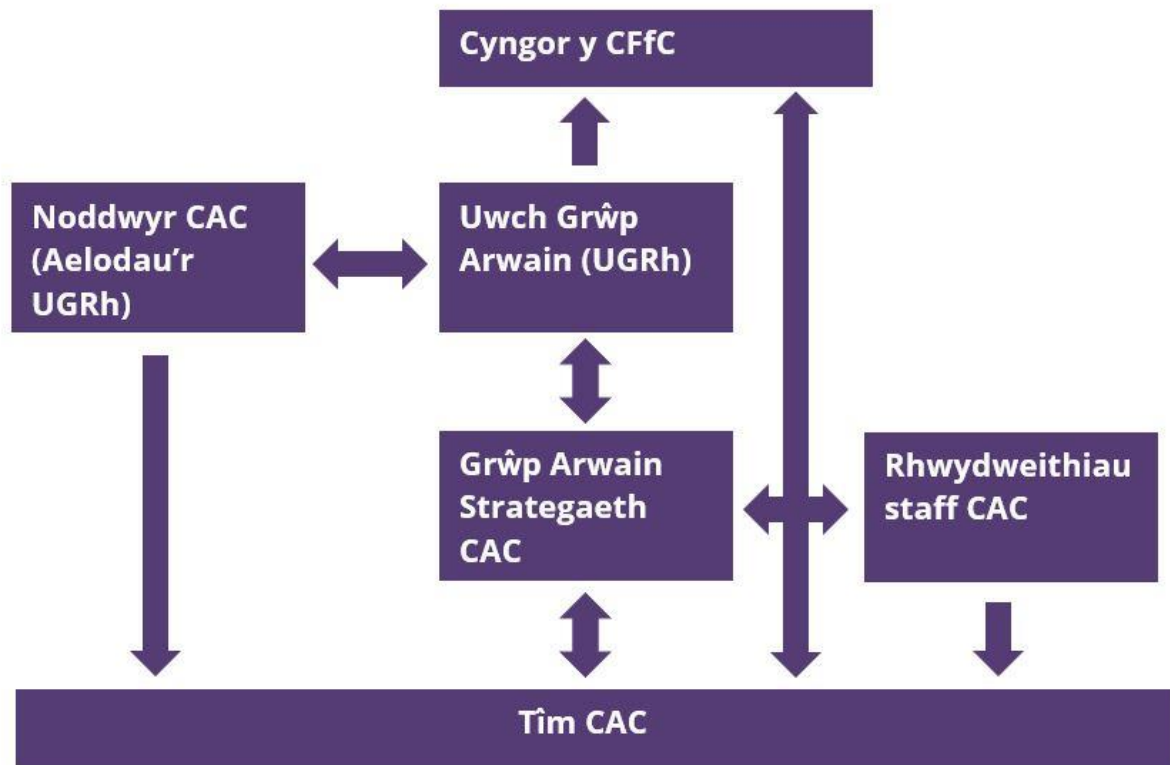 Cyngor y CFfC
Noddwyr CAC
(Aelodau'r
UGRh)
Uwch Grŵp
Arwain (UGRh)
Grŵp Arwain
Strategaeth
CAC
Rhwydweithiau
staff CAC
Tîm CAC